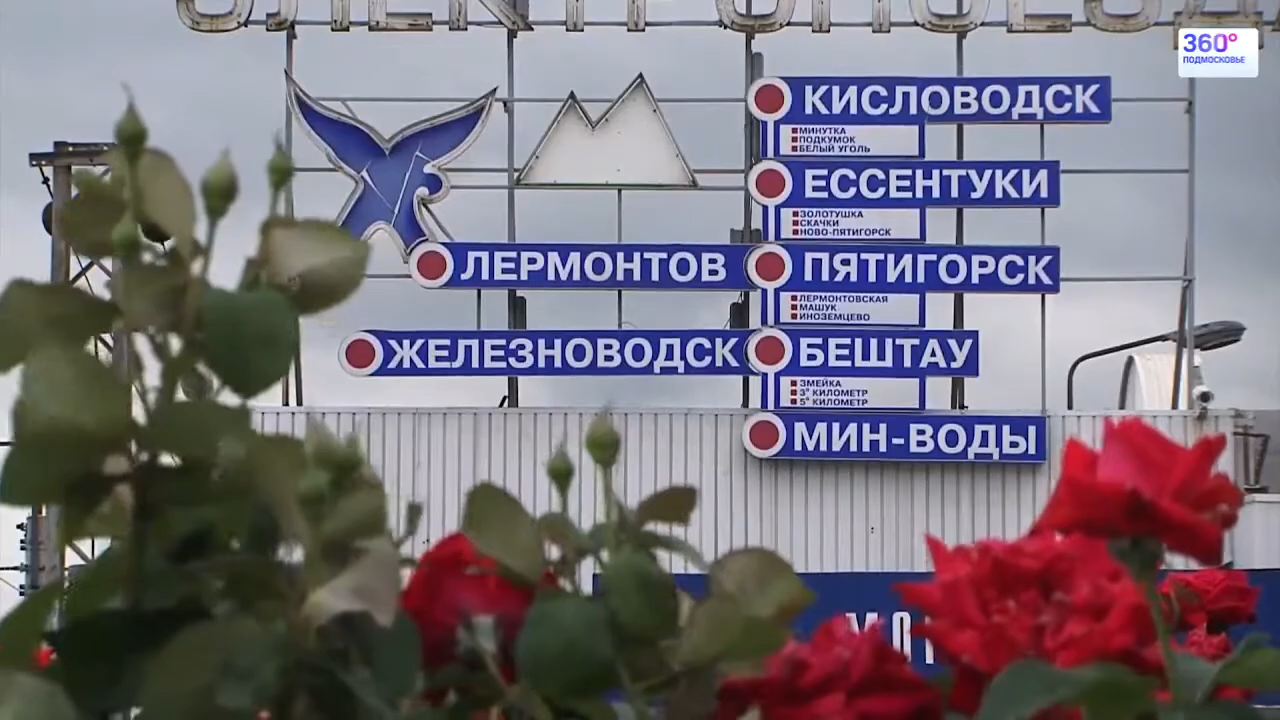 ЭЛЕКТРОПОЕЗДА
360°
ПОДМОСКОВЬЕ
КИСЛОВОДСК
МИНУТКА
ПОДКУМОК
БЕЛЫЙ УГОЛЬ
ЕССЕНТУКИ
ЗОЛОТУШКА
СКАЧКИ
НОВО-ПЯТИГОРСК
ЛЕРМОНТОВ
ПЯТИГОРСК
ЛЕРМОНТОВСКАЯ
МАШУК
ИНОЗЕМЦЕВО
ЖЕЛЕЗНОВОДСК
БЕШТАУ
ЗМЕЙКА
3й КИЛОМЕТР
5й КИЛОМЕТР
МИН-ВОДЫ